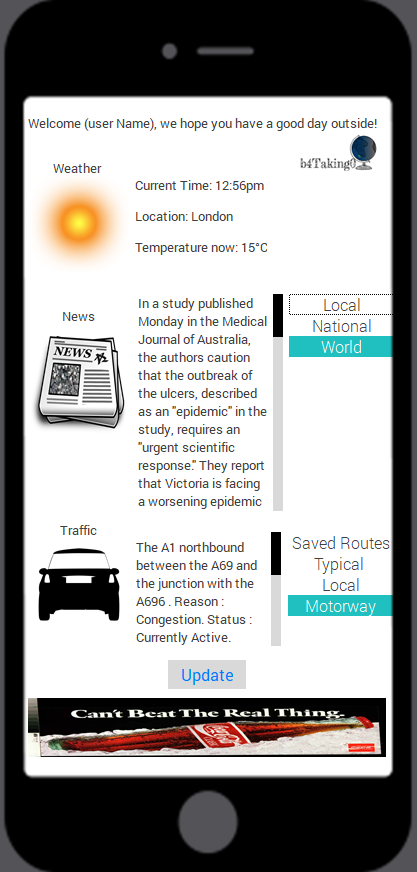 Welcome (user Name), we hope you have a good day outside!
b4TakingO
Weather
Current Time: 12:56pm
Location: London
Temperature now: 15°C
News
NEWS
In a study published
Monday in the Medical
Journal of Australia,
the authors caution
that the outbreak of
the ulcers, described
as an "epidemic" in the
study, requires an
"urgent scientific
response." They report
that Victoria is facing
a worsening epidemic
Local
National
World
Traffic
The A1 northbound
between the A69 and
the junction with the
A696 . Reason :
Congestion. Status :
Currently Active.
Saved Routes
Typical
Local
Motorway
Update
Can't Beat The Real Thing.